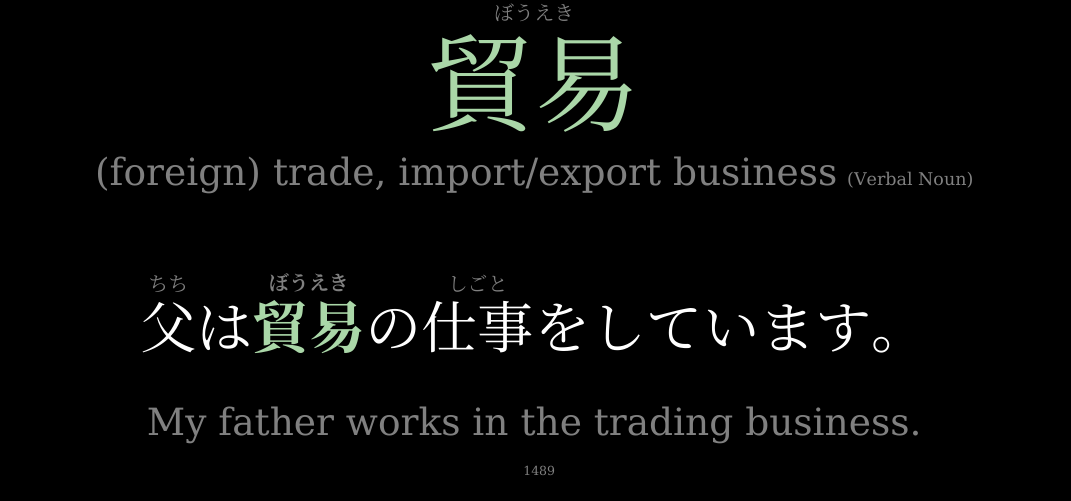 ぼうえき
貿易
(foreign) trade, import/export business (Verbal Noun)
ちち ぼうえき しごと
父は貿易の仕事をしています。
My father works in the trading business.
1489